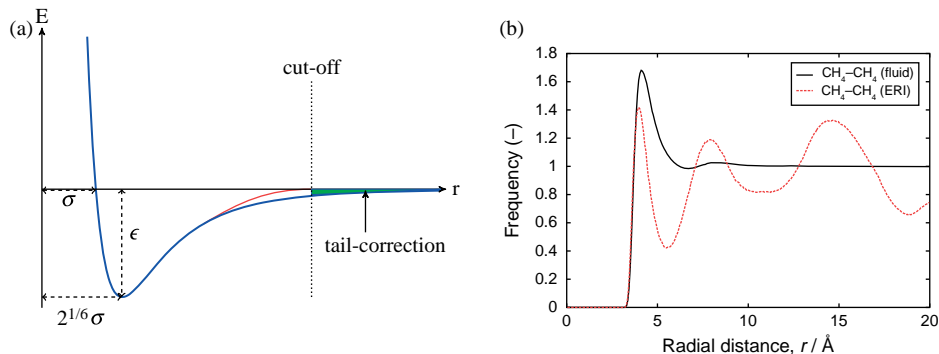 (a)
E
cut-off
σ
r
ϵ
tail-correction
2^{1/6} σ
(b)
1.8
1.6
1.4
1.2
1
0.8
0.6
0.4
0.2
0
Frequency (–)
CH₄–CH₄ (fluid)
CH₄–CH₄ (ERI)
0 5 10 15 20
Radial distance, r / Å